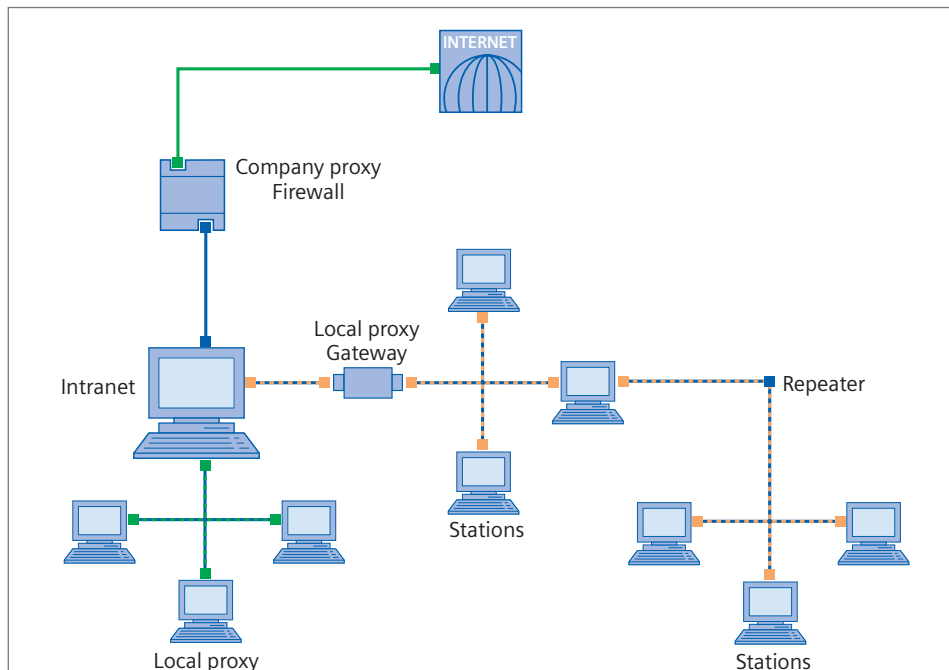 INTERNET
Company proxy
Firewall
Local proxy
Gateway
Intranet
Repeater
Stations
Local proxy
Stations